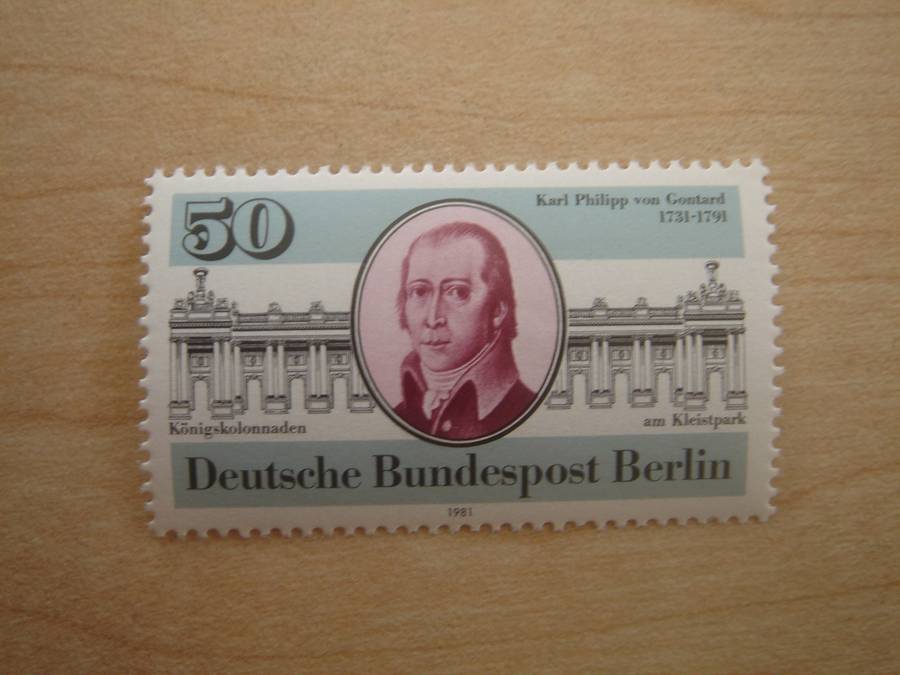 50
Karl Philipp von Gontard
1731-1791
Königskolonnaden
am Kleistpark
Deutsche Bundespost Berlin
1981